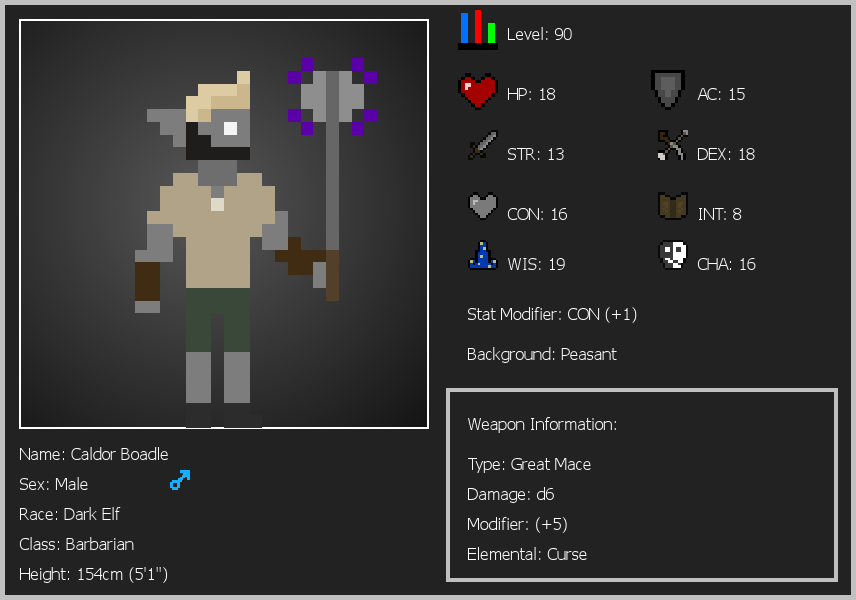 Level: 90
HP: 18
AC: 15
STR: 13
DEX: 18
CON: 16
INT: 8
WIS: 19
CHA: 16
Stat Modifier: CON (+1)
Background: Peasant
Weapon Information:
Type: Great Mace
Damage: d6
Modifier: (+5)
Elemental: Curse
Name: Caldor Boadle
Sex: Male
Race: Dark Elf
Class: Barbarian
Height: 154cm (5'1")